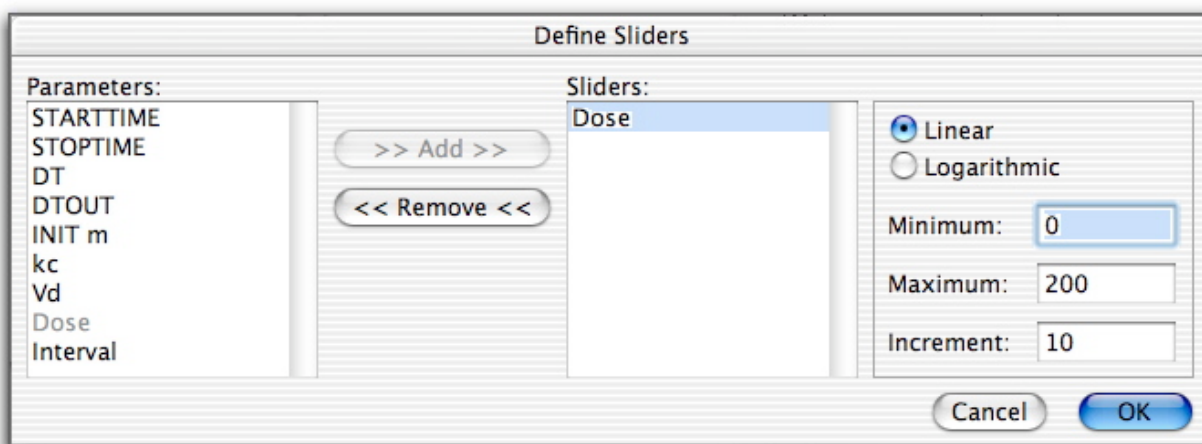 Define Sliders
Parameters:
STARTTIME
STOPTIME
DT
DTOUT
INIT m
kc
Vd
Dose
Interval
>> Add >>
<< Remove <<
Sliders:
Dose
Linear
Logarithmic
Minimum: 0
Maximum: 200
Increment: 10
Cancel OK